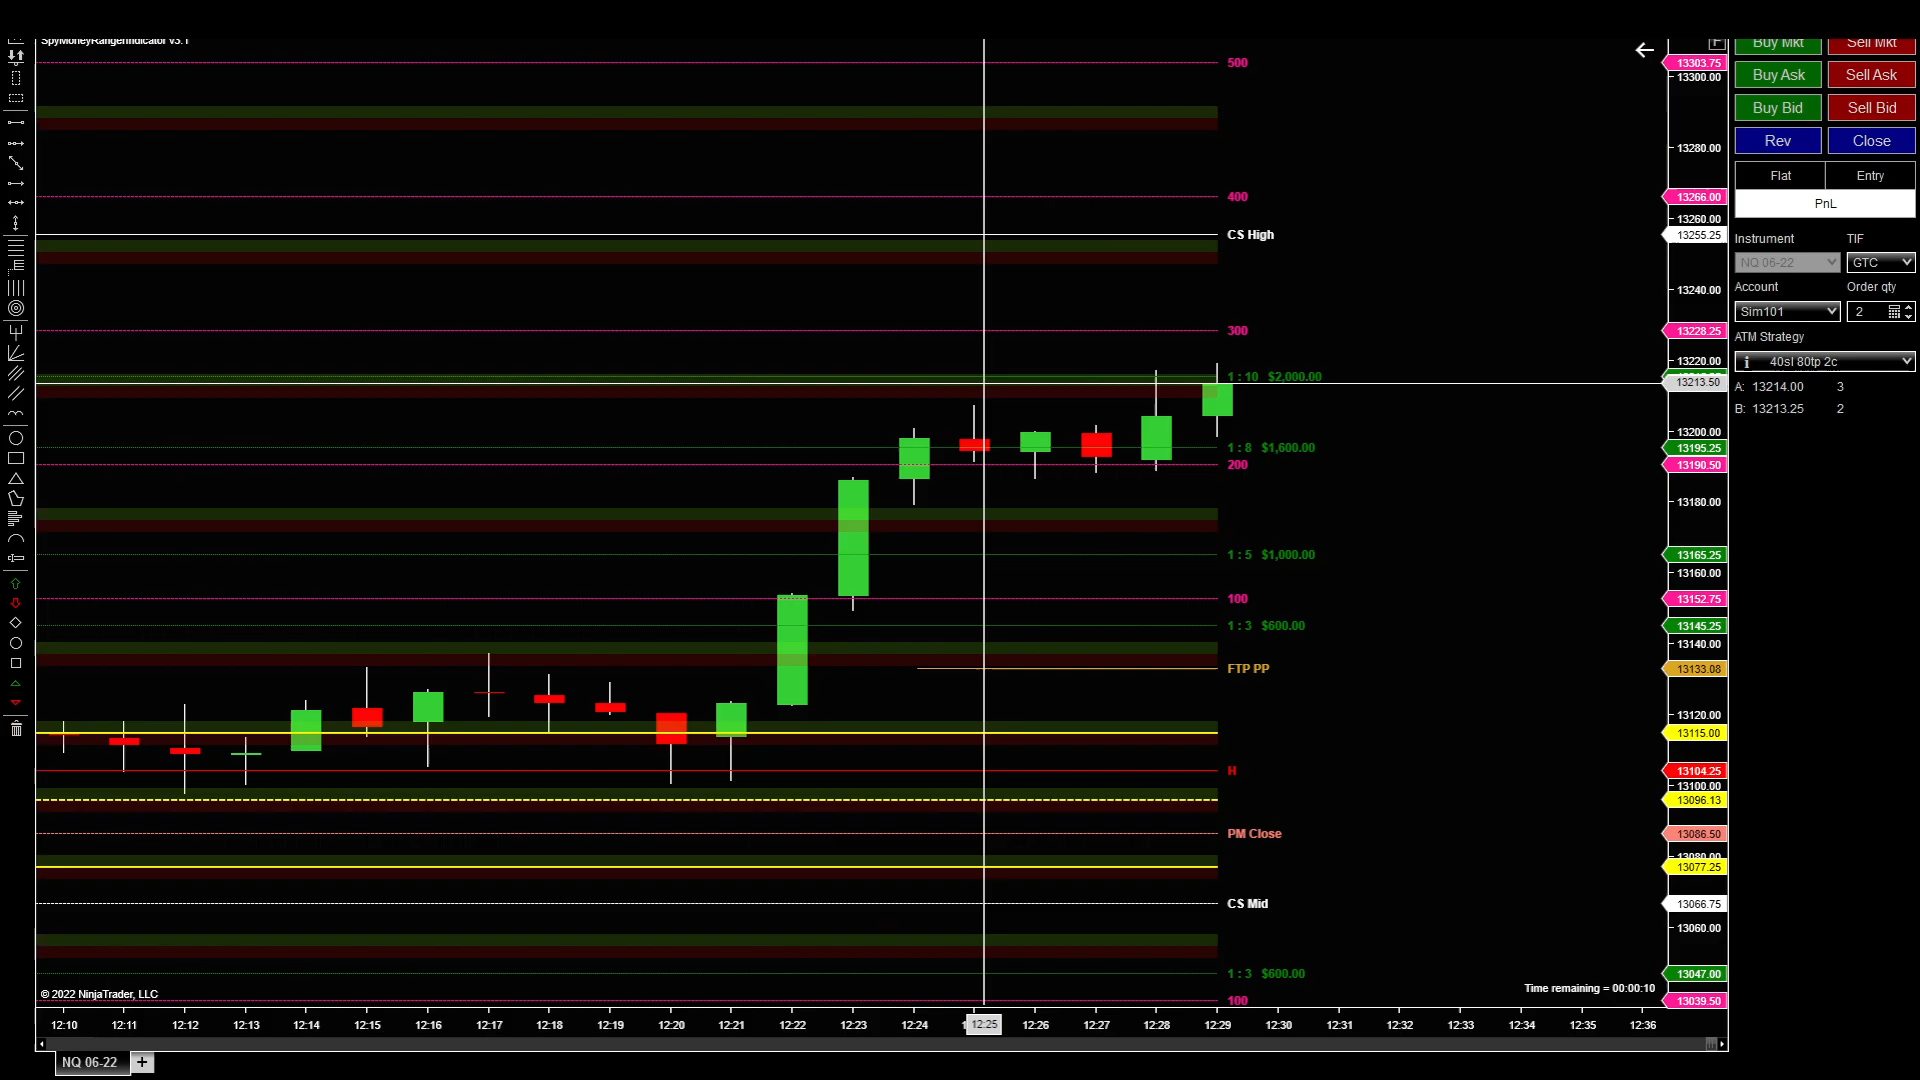 SpyMoneyRangerIndicator v3.1
F
Buy Mkt Sell Mkt
Buy Ask Sell Ask
Buy Bid Sell Bid
Rev Close
Flat Entry
PnL
Instrument TIF
NQ 06-22 GTC
Account Order qty
Sim101 2
ATM Strategy
i 40sl 80tp 2c
A: 13214.00 3
B: 13213.25 2
500
400
CS High
300
1 : 10 $2,000.00
1 : 8 $1,600.00
200
1 : 5 $1,000.00
100
1 : 3 $600.00
FTP PP
H
PM Close
CS Mid
1 : 3 $600.00
100
13303.75
13300.00
13280.00
13266.00
13260.00
13255.25
13240.00
13228.25
13220.00
13213.50
13200.00
13195.25
13190.50
13180.00
13165.25
13160.00
13152.75
13145.25
13140.00
13133.08
13120.00
13115.00
13104.25
13100.00
13096.13
13086.50
13080.00
13077.25
13066.75
13060.00
13047.00
13039.50
© 2022 NinjaTrader, LLC
Time remaining = 00:00:10
12:10 12:11 12:12 12:13 12:14 12:15 12:16 12:17 12:18 12:19 12:20 12:21 12:22 12:23 12:24 12:25 12:26 12:27 12:28 12:29 12:30 12:31 12:32 12:33 12:34 12:35 12:36
NQ 06-22 +